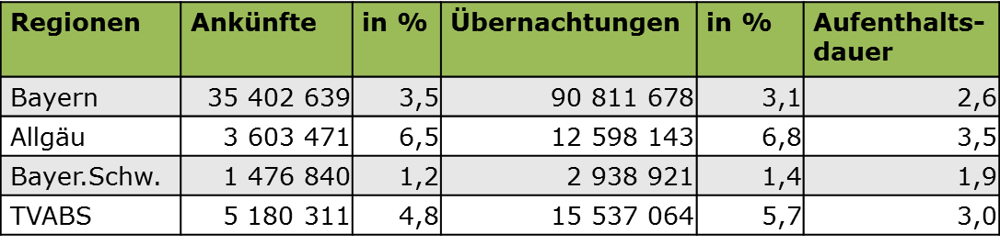 Regionen Ankünfte in % Übernachtungen in % Aufenthalts-
dauer
Bayern 35 402 639 3,5 90 811 678 3,1 2,6
Allgäu 3 603 471 6,5 12 598 143 6,8 3,5
Bayer.Schw. 1 476 840 1,2 2 938 921 1,4 1,9
TVABS 5 180 311 4,8 15 537 064 5,7 3,0